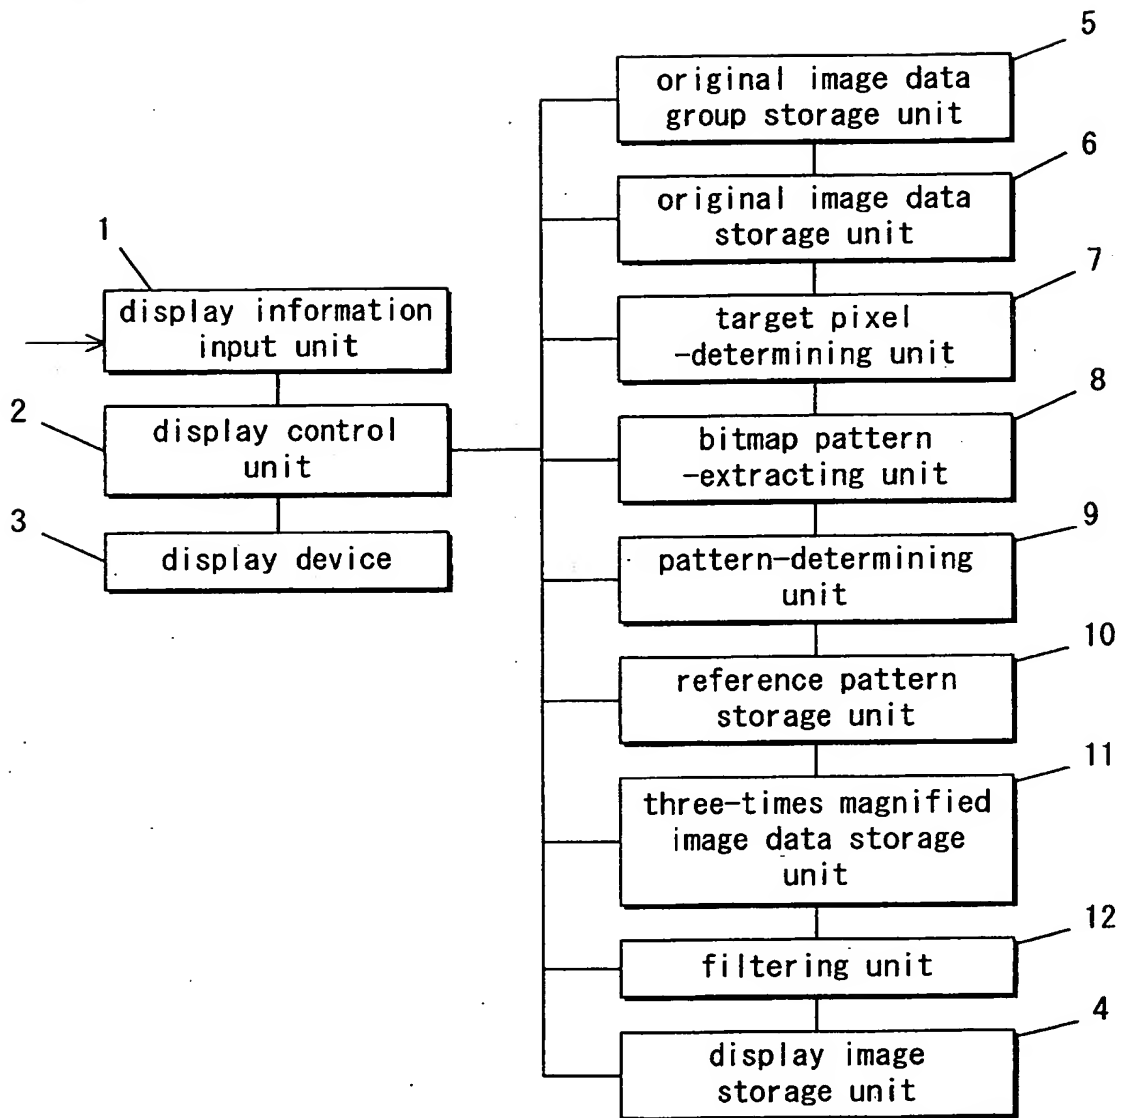 1
display information
input unit
2
display control
unit
3
display device
5
original image data
group storage unit
6
original image data
storage unit
7
target pixel
-determining unit
8
bitmap pattern
-extracting unit
9
pattern-determining
unit
10
reference pattern
storage unit
11
three-times magnified
image data storage
unit
12
filtering unit
4
display image
storage unit